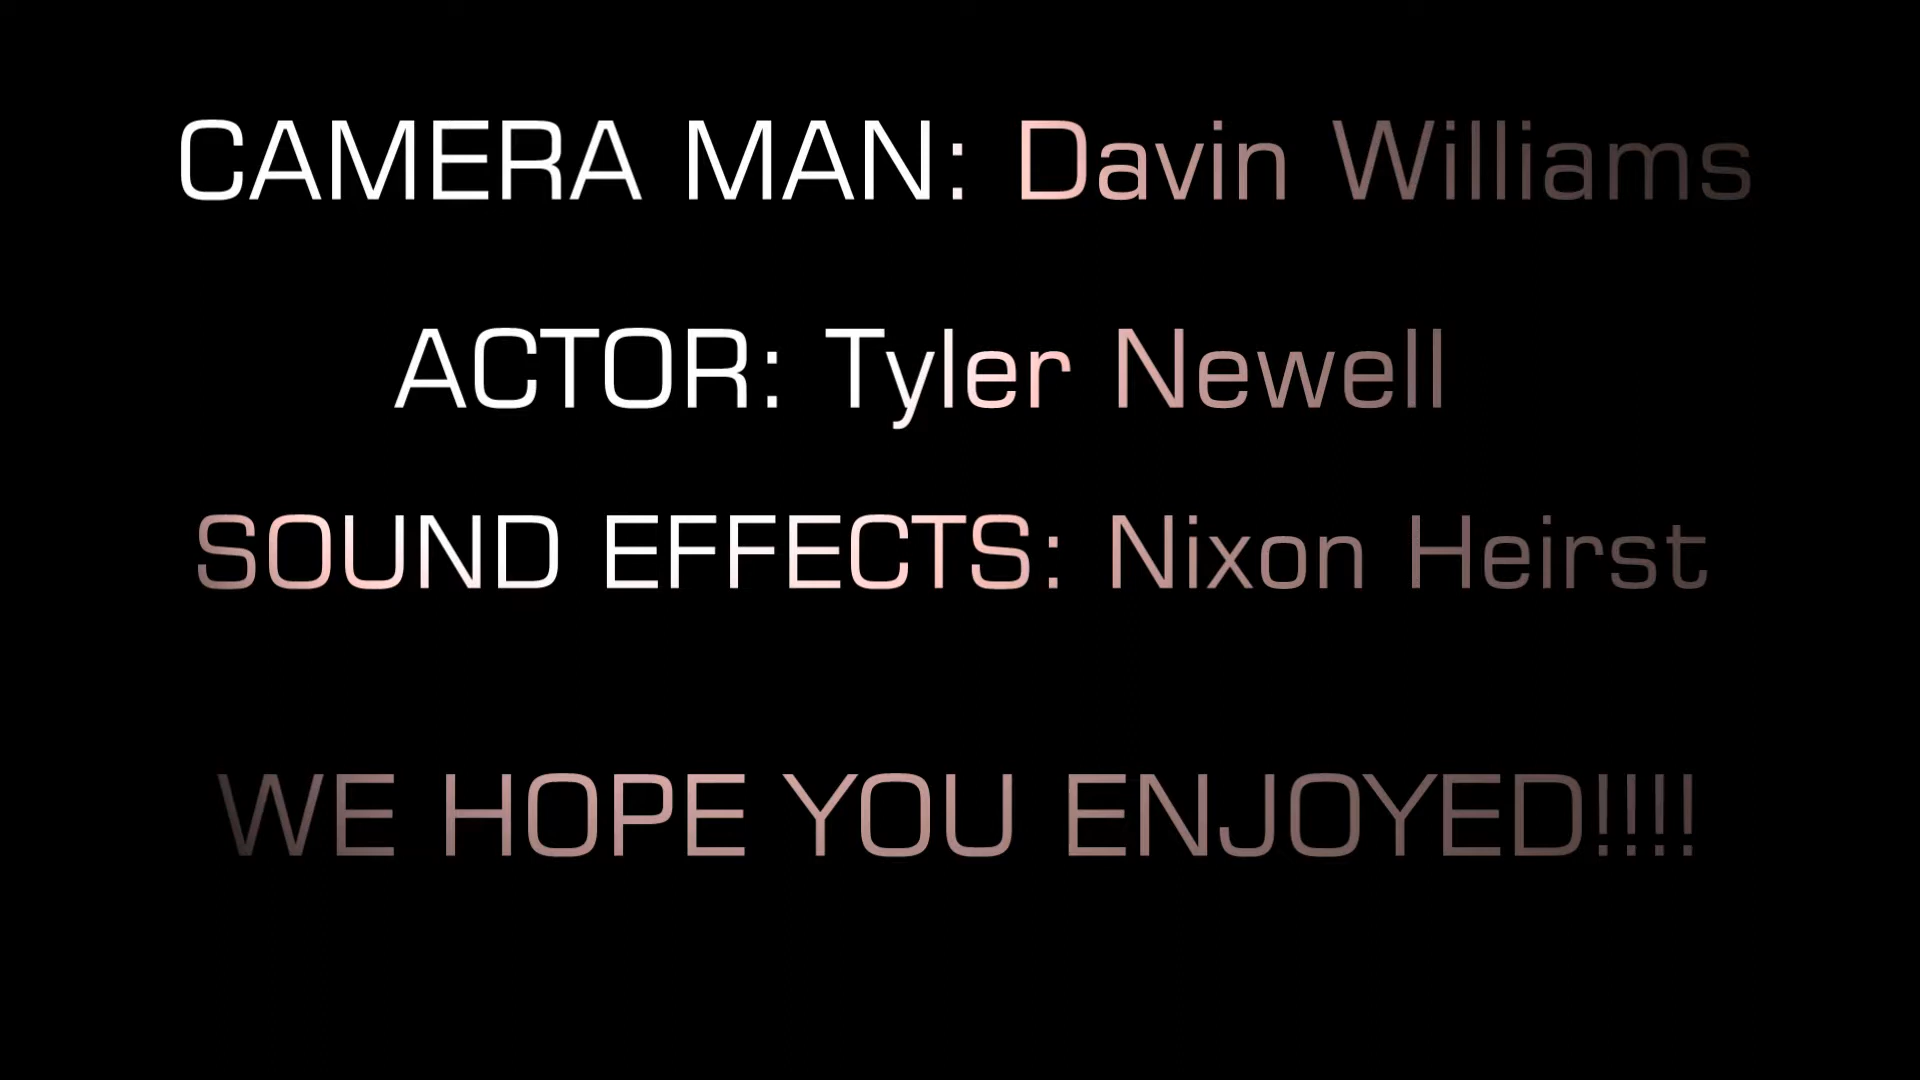 CAMERA MAN: Davin Williams
ACTOR: Tyler Newell
SOUND EFFECTS: Nixon Heirst
WE HOPE YOU ENJOYED!!!!